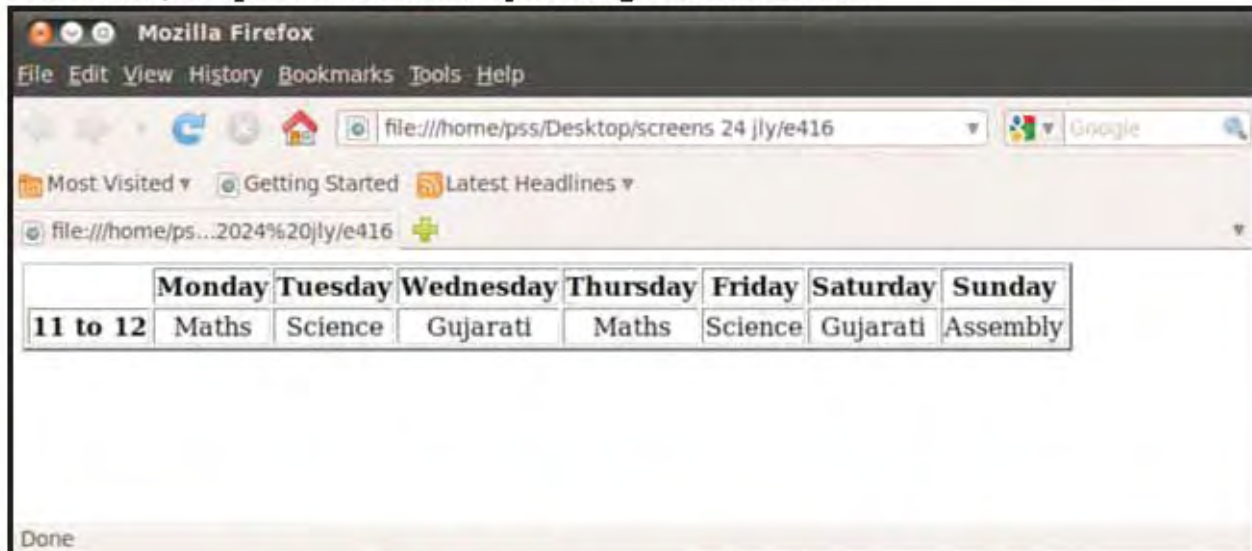 Mozilla Firefox
File Edit View History Bookmarks Tools Help
file:///home/pss/Desktop/screens 24 jly/e416 Google
Most Visited Getting Started Latest Headlines
file:///home/ps...2024%20jly/e416
Monday Tuesday Wednesday Thursday Friday Saturday Sunday
11 to 12 Maths Science Gujarati Maths Science Gujarati Assembly
Done